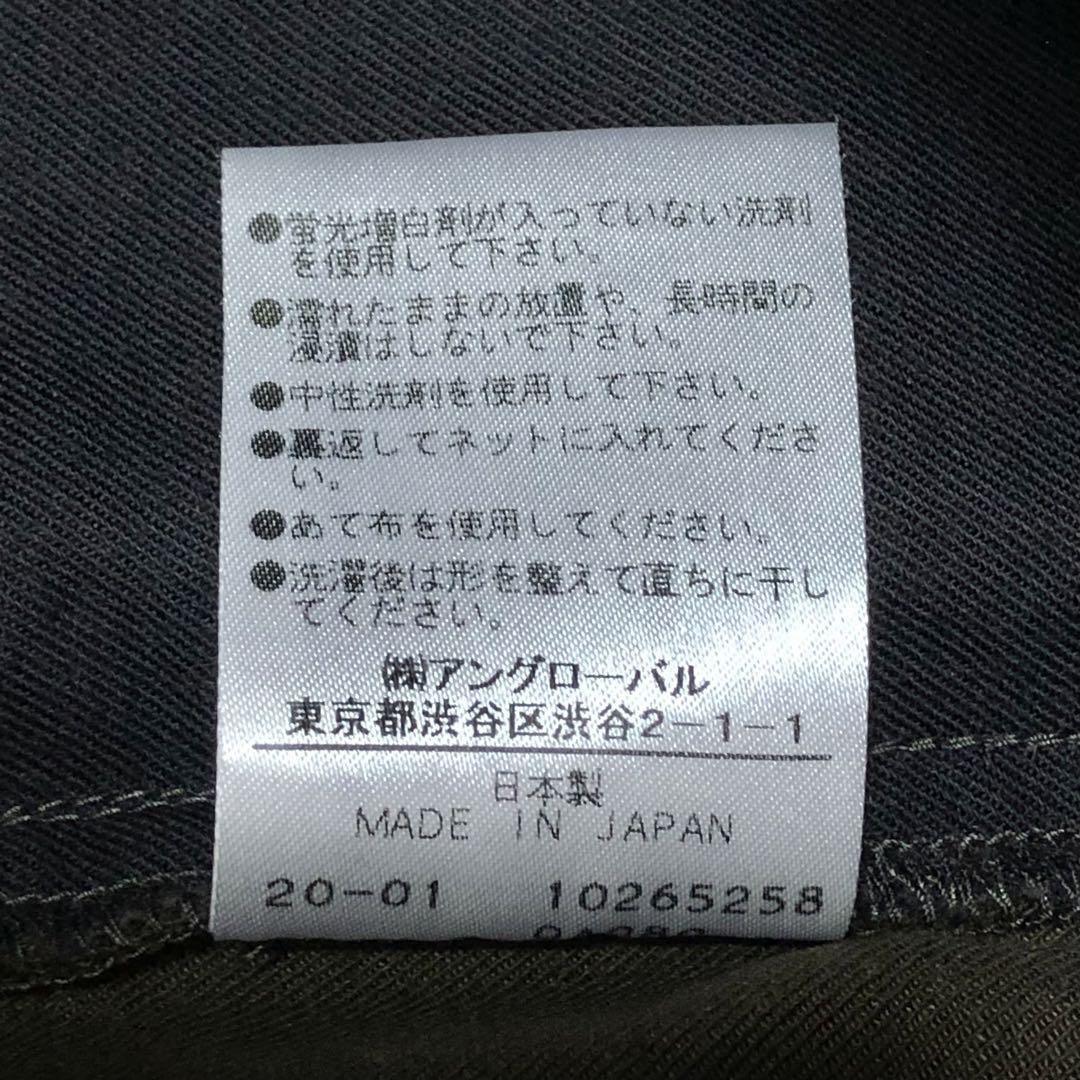 ●蛍光増白剤が入っていない洗剤
を使用して下さい。
●濡れたままの放置や、長時間の
浸漬はしないで下さい。
●中性洗剤を使用して下さい。
●裏返してネットに入れてくださ
い。
●あて布を使用してください。
●洗濯後は形を整えて直ちに干し
てください。
㈱アングローバル
東京都渋谷区渋谷2-1-1
日本製
MADE IN JAPAN
20-01 10265258